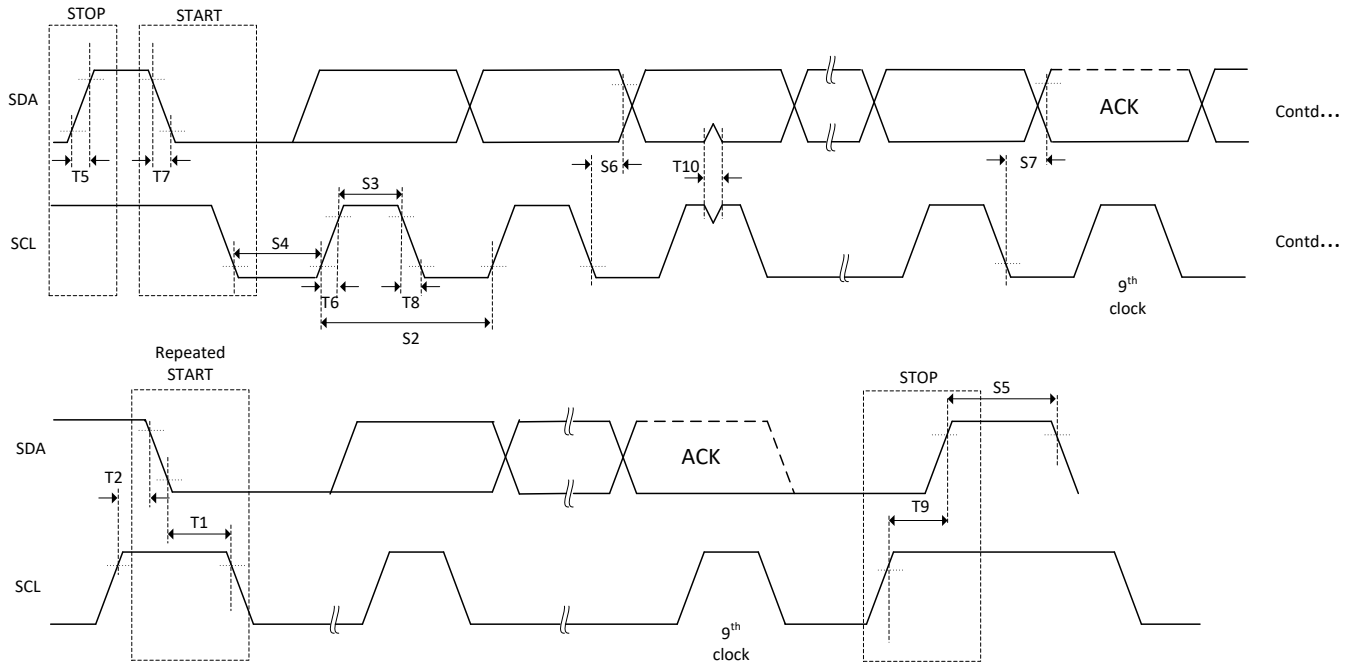 STOP
START
SDA
ACK
Contd...
T5
T7
S6
T10
S7
S3
SCL
S4
Contd...
T6
T8
9th
clock
S2
Repeated
START
STOP
S5
SDA
T2
ACK
T1
T9
SCL
9th
clock